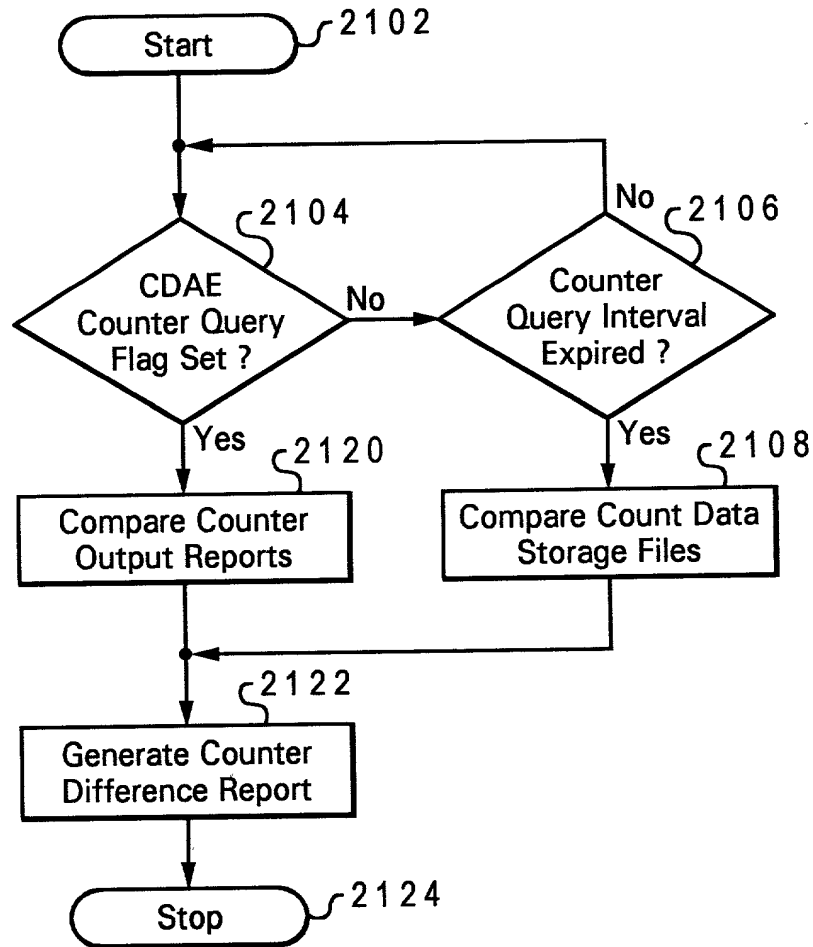 Start
2102
2104
CDAE
Counter Query
Flag Set ?
No
Yes
No
2106
Counter
Query Interval
Expired ?
Yes
2120
Compare Counter
Output Reports
2108
Compare Count Data
Storage Files
2122
Generate Counter
Difference Report
Stop
2124